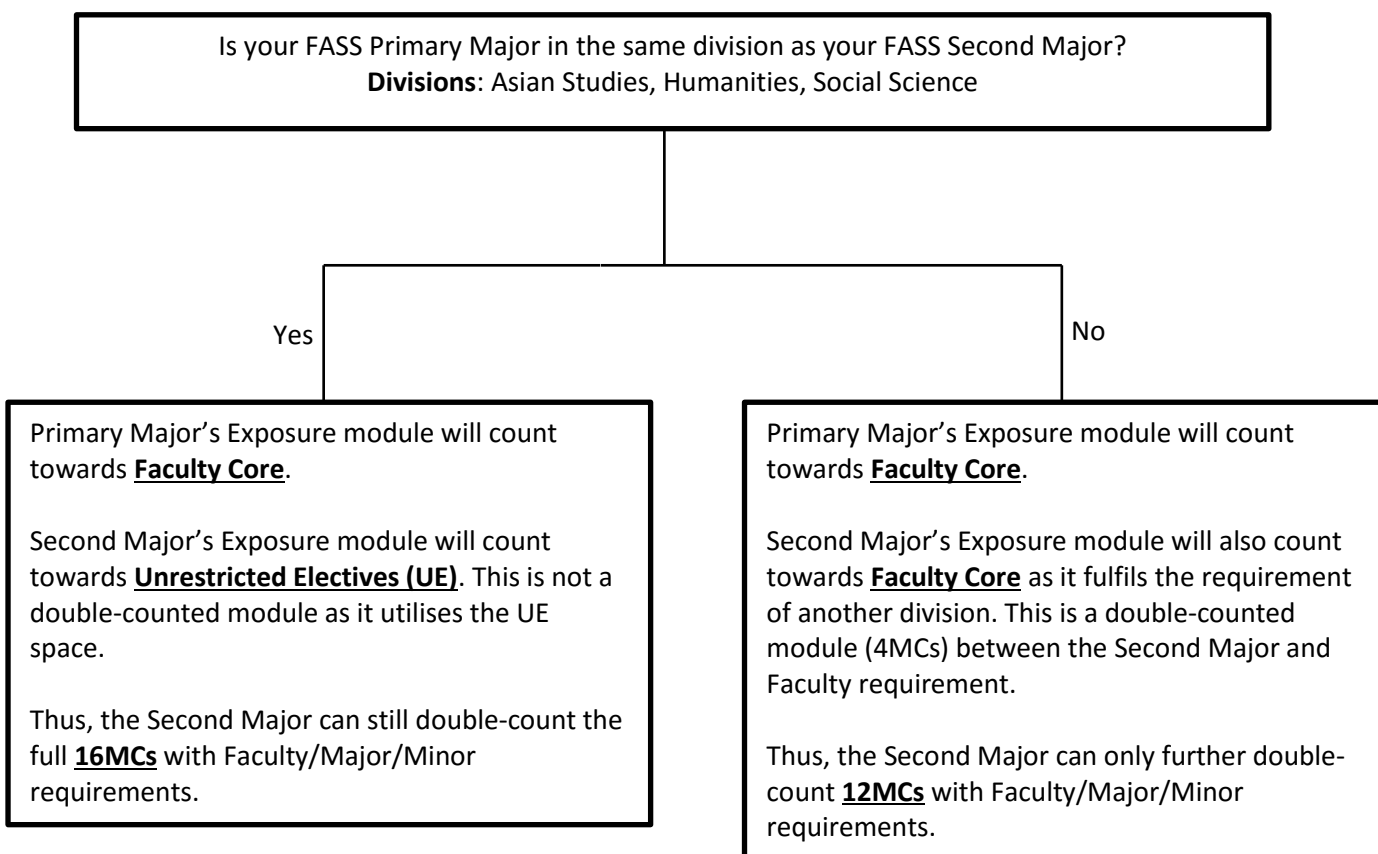 Is your FASS Primary Major in the same division as your FASS Second Major?
Divisions: Asian Studies, Humanities, Social Science
Yes
No
Primary Major’s Exposure module will count
towards Faculty Core.
Second Major’s Exposure module will count
towards Unrestricted Electives (UE). This is not a
double-counted module as it utilises the UE
space.
Thus, the Second Major can still double-count the
full 16MCs with Faculty/Major/Minor
requirements.
Primary Major’s Exposure module will count
towards Faculty Core.
Second Major’s Exposure module will also count
towards Faculty Core as it fulfils the requirement
of another division. This is a double-counted
module (4MCs) between the Second Major and
Faculty requirement.
Thus, the Second Major can only further double-
count 12MCs with Faculty/Major/Minor
requirements.